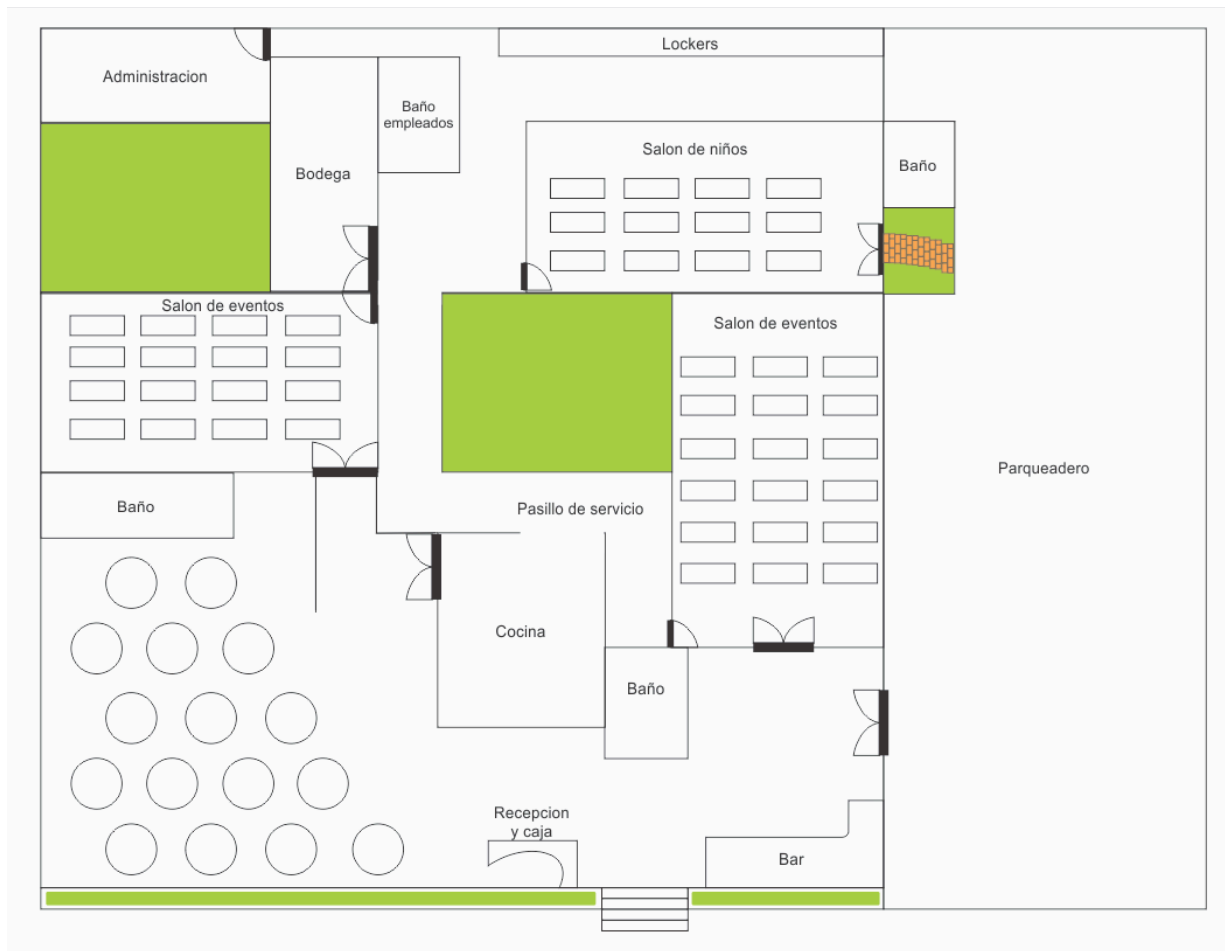 Lockers
Administracion
Baño
empleados
Salon de niños
Baño
Bodega
Salon de eventos
Salon de eventos
Parqueadero
Baño
Pasillo de servicio
Cocina
Baño
Recepcion
y caja
Bar